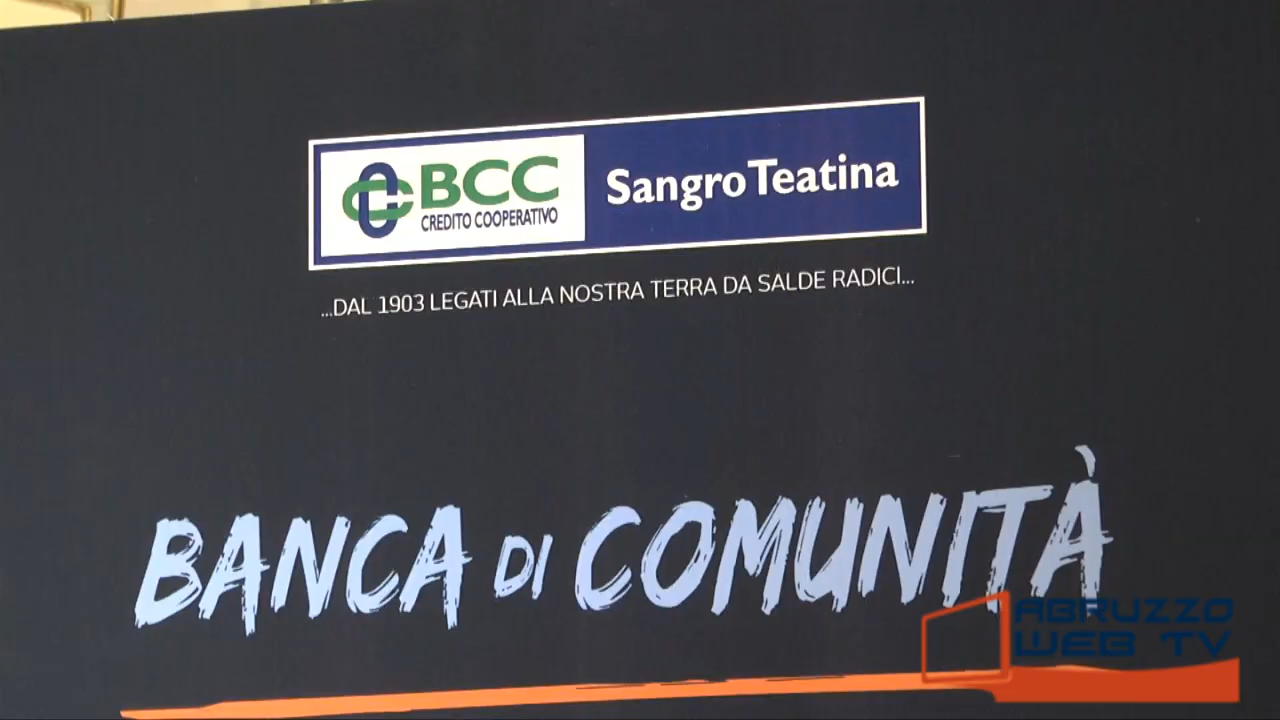 BCC
CREDITO COOPERATIVO
SangroTeatina
...DAL 1903 LEGATI ALLA NOSTRA TERRA DA SALDE RADICI...
BANCA DI COMUNITÀ
ABRUZZO
WEB TV